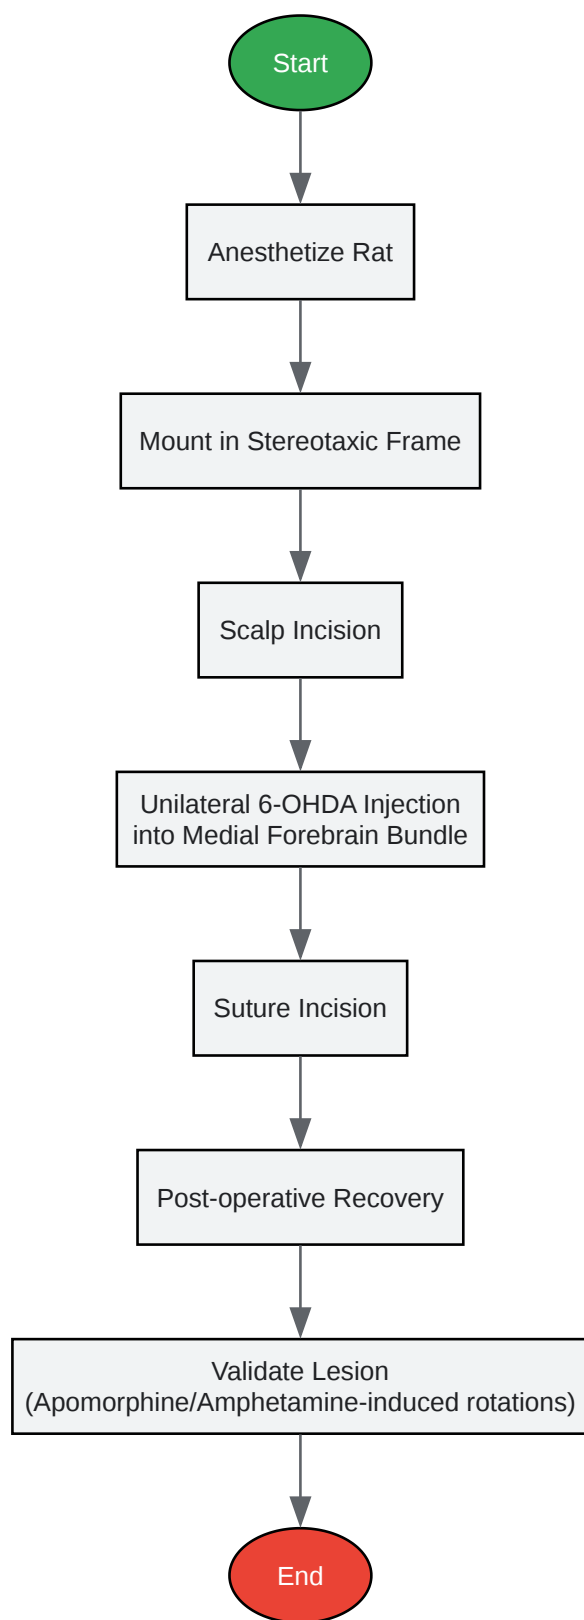 Start
Anesthetize Rat
Mount in Stereotaxic Frame
Scalp Incision
Unilateral 6-OHDA Injection
into Medial Forebrain Bundle
Suture Incision
Post-operative Recovery
Validate Lesion
(Apomorphine/Amphetamine-induced rotations)
End